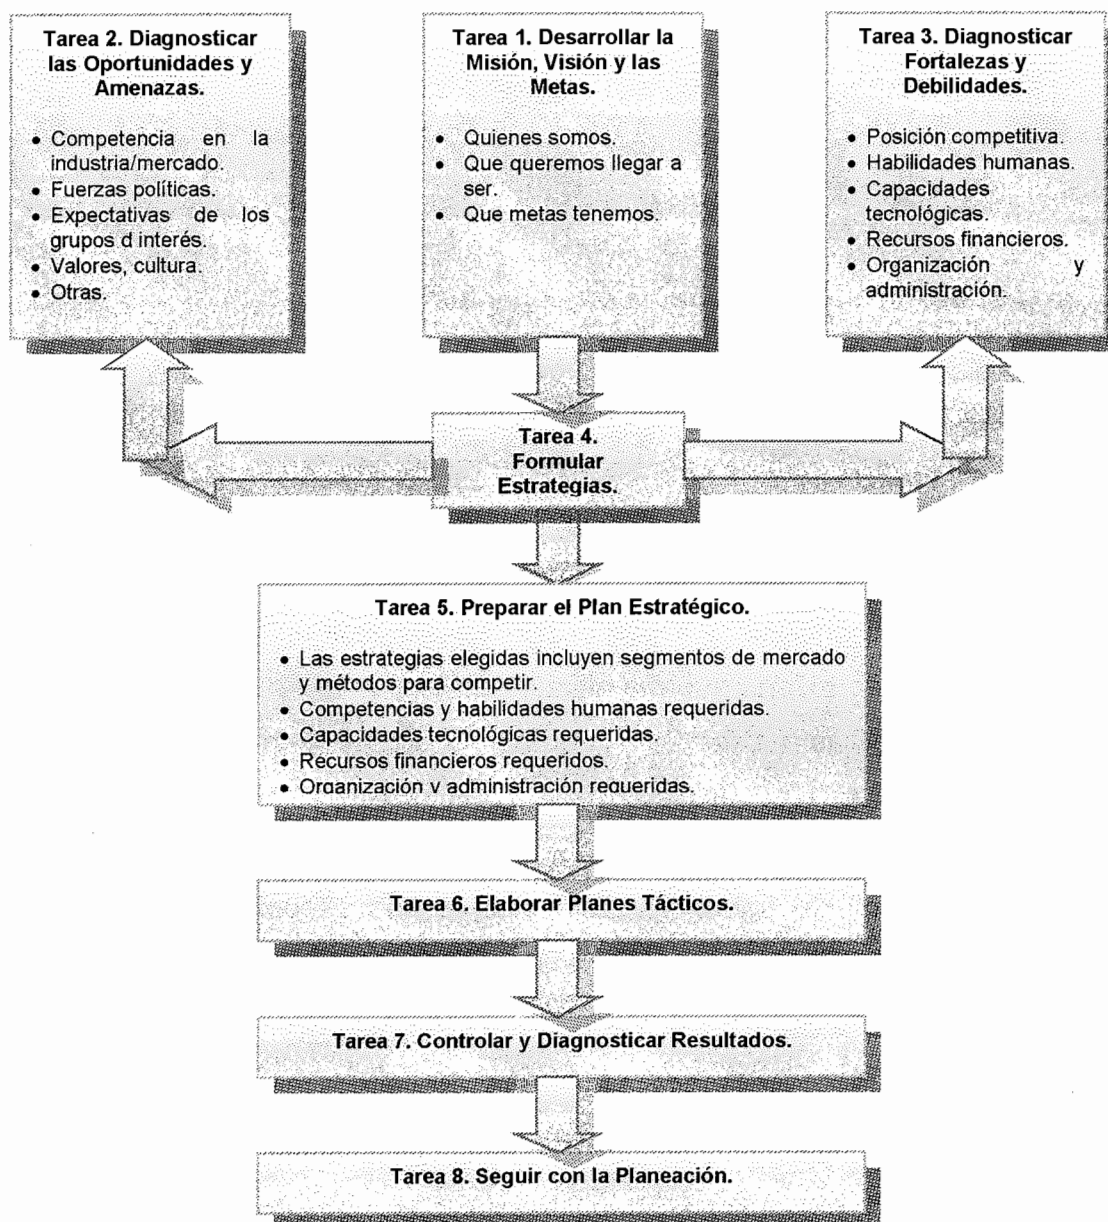 Tarea 2. Diagnosticar
las Oportunidades y
Amenazas.
• Competencia en la
industria/mercado.
• Fuerzas políticas.
• Expectativas de los
grupos d interés.
• Valores, cultura.
• Otras.
Tarea 1. Desarrollar la
Misión, Visión y las
Metas.
• Quienes somos.
• Que queremos llegar a
ser.
• Que metas tenemos.
Tarea 3. Diagnosticar
Fortalezas y
Debilidades.
• Posición competitiva.
• Habilidades humanas.
• Capacidades
tecnológicas.
• Recursos financieros.
• Organización y
administración.
Tarea 4.
Formular
Estrategias.
Tarea 5. Preparar el Plan Estratégico.
• Las estrategias elegidas incluyen segmentos de mercado
y métodos para competir.
• Competencias y habilidades humanas requeridas.
• Capacidades tecnológicas requeridas.
• Recursos financieros requeridos.
• Organización y administración requeridas.
Tarea 6. Elaborar Planes Tácticos.
Tarea 7. Controlar y Diagnosticar Resultados.
Tarea 8. Seguir con la Planeación.